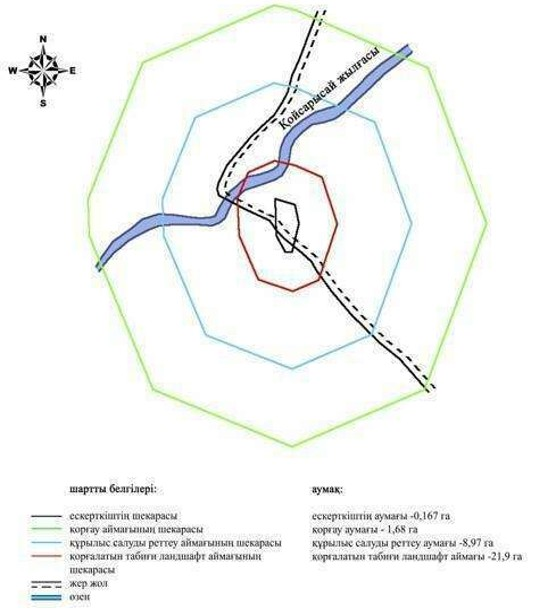 N
W E
S
Қойсарысай жылғасы
шартты белгілері:
ескерткіштің шекарасы
қорғау аймағының шекарасы
құрылыс салуды реттеу аймағының шекарасы
қорғалатын табиғи ландшафт аймағының
шекарасы
жер жол
өзен
аумақ:
ескерткіштің аумағы -0,167 га
қорғау аумағы - 1,68 га
құрылыс салуды реттеу аумағы -8,97 га
қорғалатын табиғи ландшафт аймағы -21,9 га